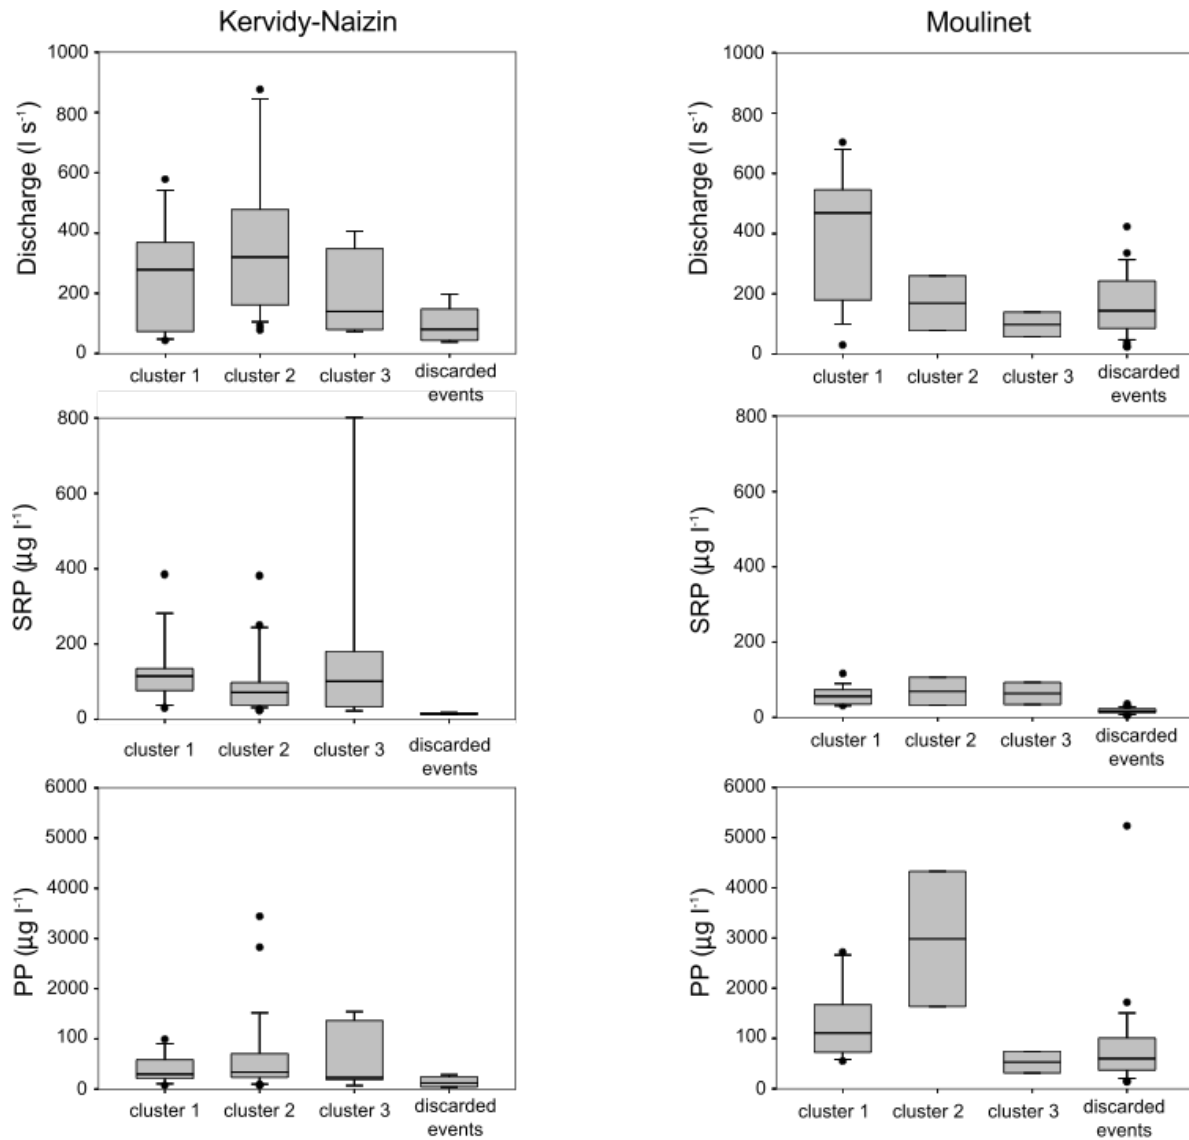 Kervidy-Naizin
Moulinet
Discharge (l s⁻¹)
1000
800
600
400
200
0
cluster 1
cluster 2
cluster 3
discarded
events
Discharge (l s⁻¹)
1000
800
600
400
200
0
cluster 1
cluster 2
cluster 3
discarded
events
SRP (µg l⁻¹)
800
600
400
200
0
cluster 1
cluster 2
cluster 3
discarded
events
SRP (µg l⁻¹)
800
600
400
200
0
cluster 1
cluster 2
cluster 3
discarded
events
PP (µg l⁻¹)
6000
5000
4000
3000
2000
100
0
cluster 1
cluster 2
cluster 3
discarded
events
PP (µg l⁻¹)
6000
5000
4000
3000
2000
100
0
cluster 1
cluster 2
cluster 3
discarded
events